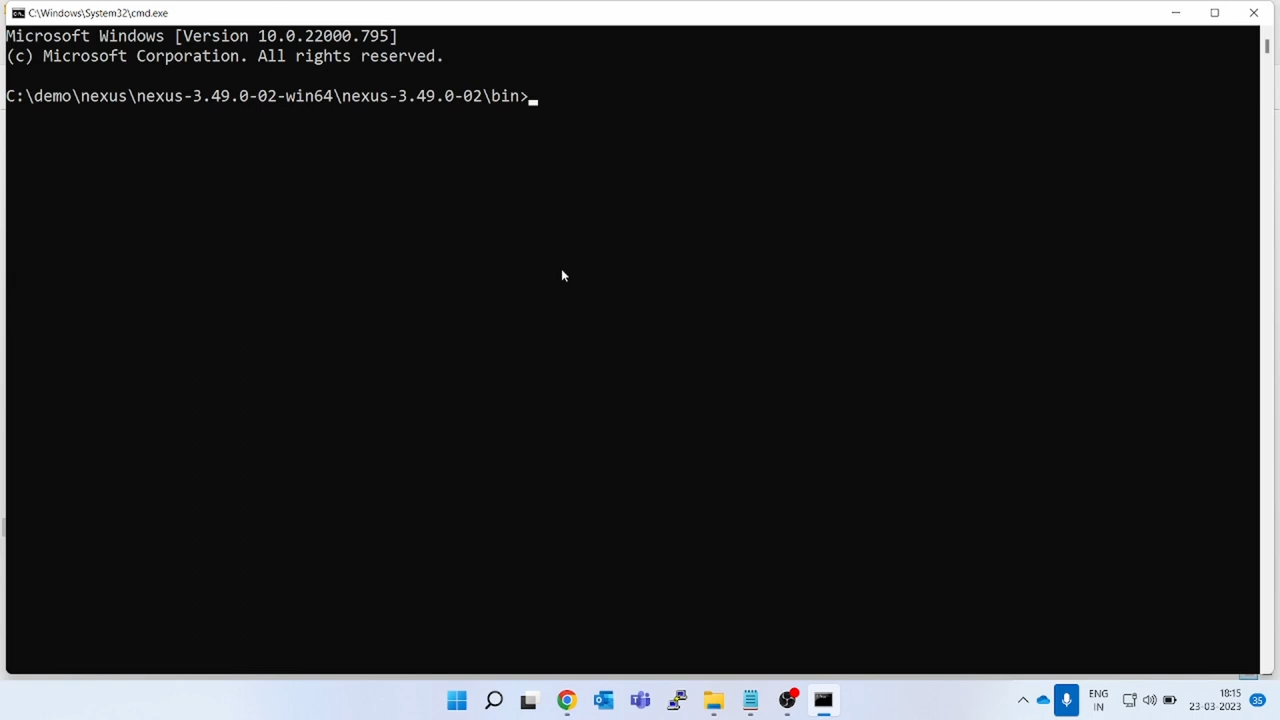 C:\Windows\System32\cmd.exe
Microsoft Windows [Version 10.0.22000.795]
(c) Microsoft Corporation. All rights reserved.
C:\demo\nexus\nexus-3.49.0-02-win64\nexus-3.49.0-02\bin>
ENG
IN
18:15
23-03-2023
35